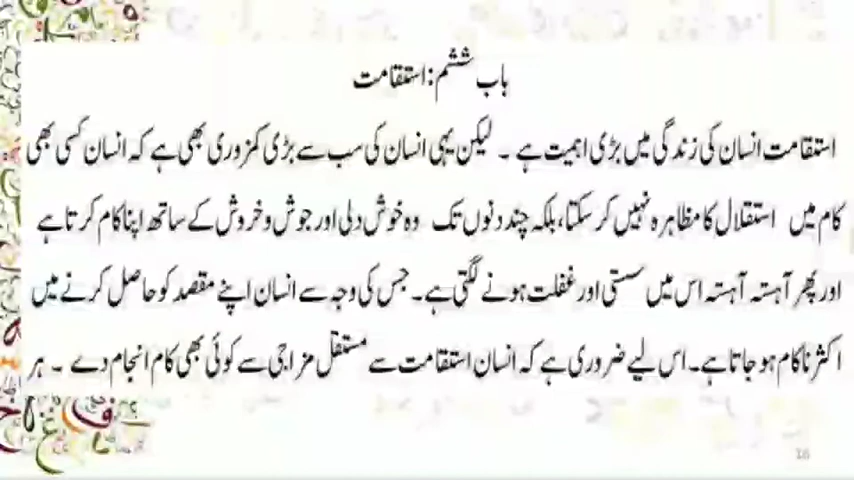 باب ششم: استقامت
استقامت انسان کی زندگی میں بڑی اہمیت ہے ۔ لیکن یہی انسان کی سب سے بڑی کمزوری بھی ہے کہ انسان کسی بھی
کام میں استقلال کا مظاہرہ نہیں کر سکتا، بلکہ چند دنوں تک وہ خوش دلی اور جوش و خروش کے ساتھ اپنا کام کرتا ہے
اور پھر آہستہ آہستہ اس میں سستی اور غفلت ہونے لگتی ہے۔ جس کی وجہ سے انسان اپنے مقصد کو حاصل کرنے میں
اکثر ناکام ہو جاتا ہے۔ اس لیے ضروری ہے کہ انسان استقامت سے مستقل مزاجی سے کوئی بھی کام انجام دے ۔ ہر
16